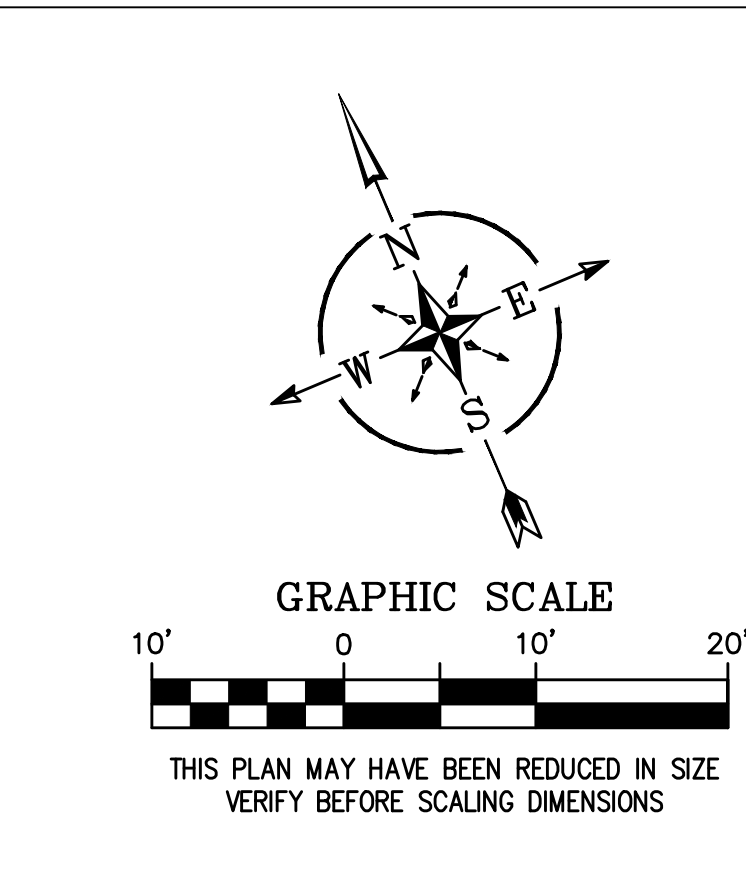 N
E
W
S
GRAPHIC SCALE
10' 0 10' 20'
THIS PLAN MAY HAVE BEEN REDUCED IN SIZE
VERIFY BEFORE SCALING DIMENSIONS